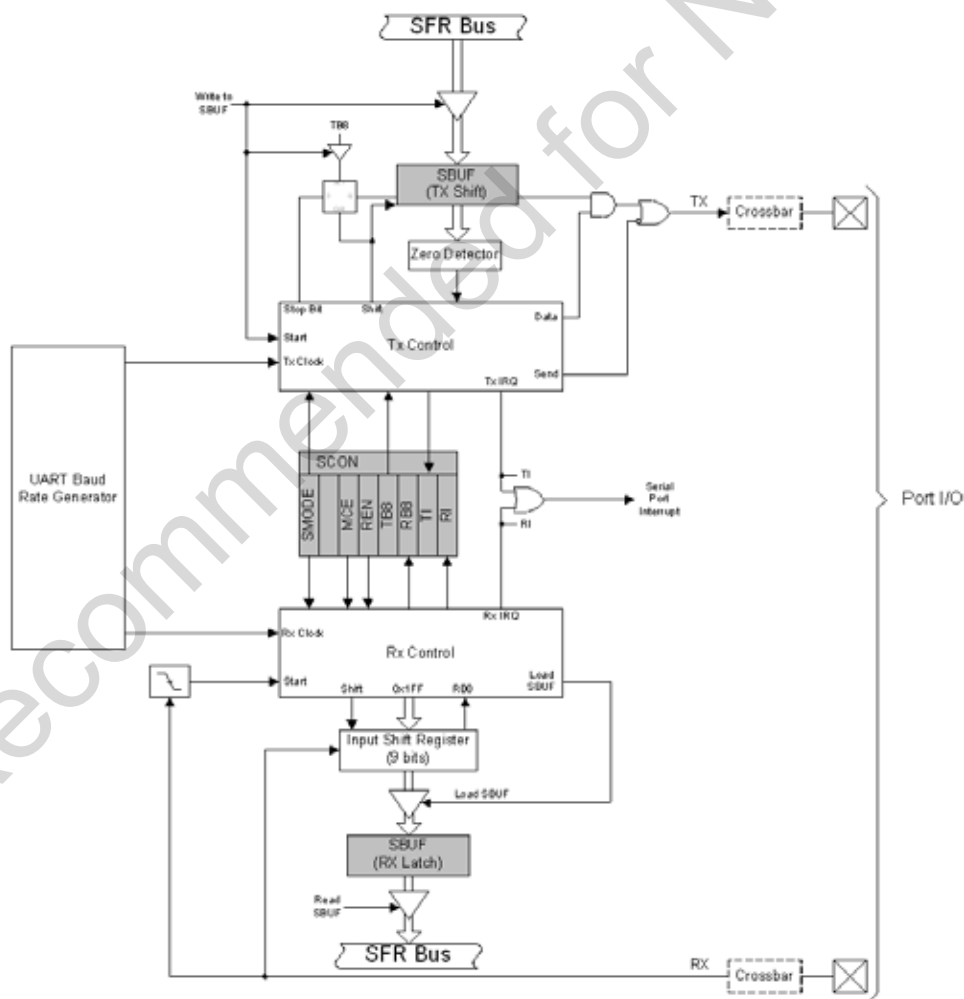 SFR Bus
Write to
SBUF
TB8
SBUF
(TX Shift)
TX
Crossbar
Zero Detector
Stop Bit
Shift
Data
Start
Tx Control
Tx Clock
Send
Tx IRQ
UART Baud
Rate Generator
SCON
SMODE
MCE
REN
TB8
RB8
TI
RI
TI
RI
Serial
Port
Interrupt
Port I/O
Rx IRQ
Rx Clock
Rx Control
Start
Load
SBUF
Shift
0x1FF
RB8
Input Shift Register
(9 bits)
Load SBUF
SBUF
(RX Latch)
Read
SBUF
SFR Bus
RX
Crossbar
ecommended for N